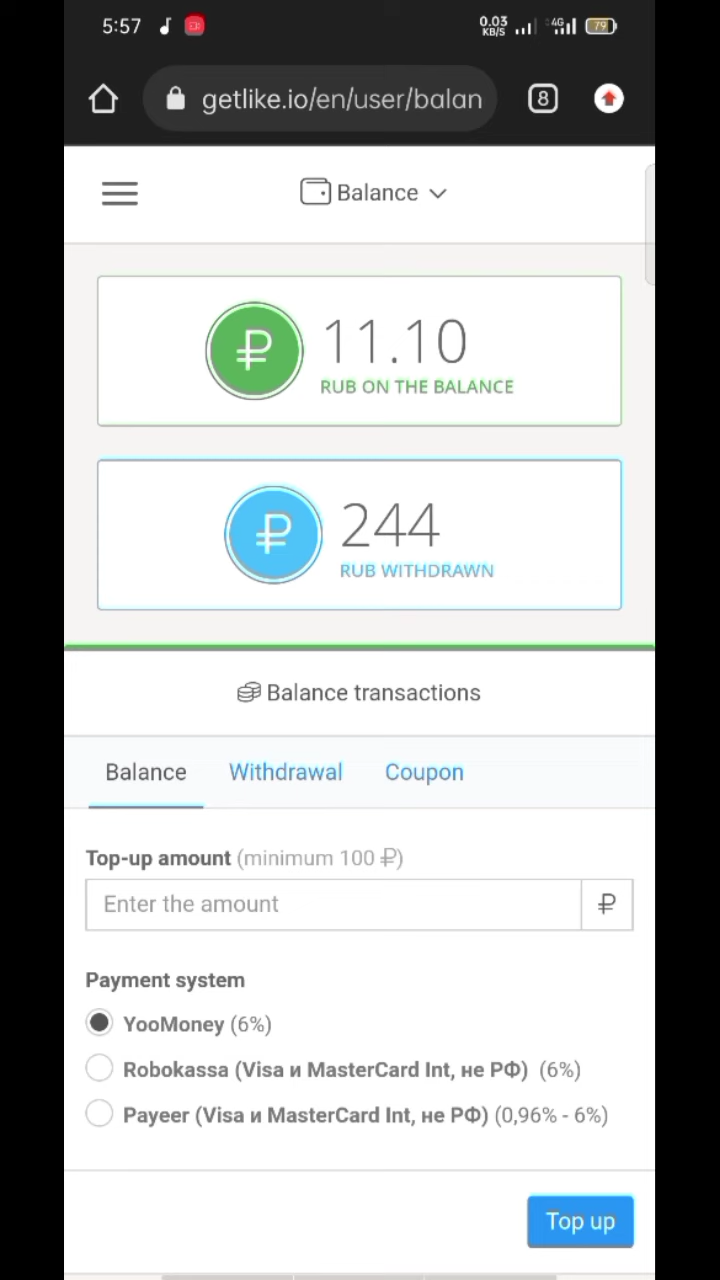 5:57 0.03 KB/S 4G 79
getlike.io/en/user/balan 8
Balance
₽ 11.10
RUB ON THE BALANCE
₽ 244
RUB WITHDRAWN
Balance transactions
Balance Withdrawal Coupon
Top-up amount (minimum 100 ₽)
Enter the amount ₽
Payment system
YooMoney (6%)
Robokassa (Visa и MasterCard Int, не РФ) (6%)
Payeer (Visa и MasterCard Int, не РФ) (0,96% - 6%)
Top up